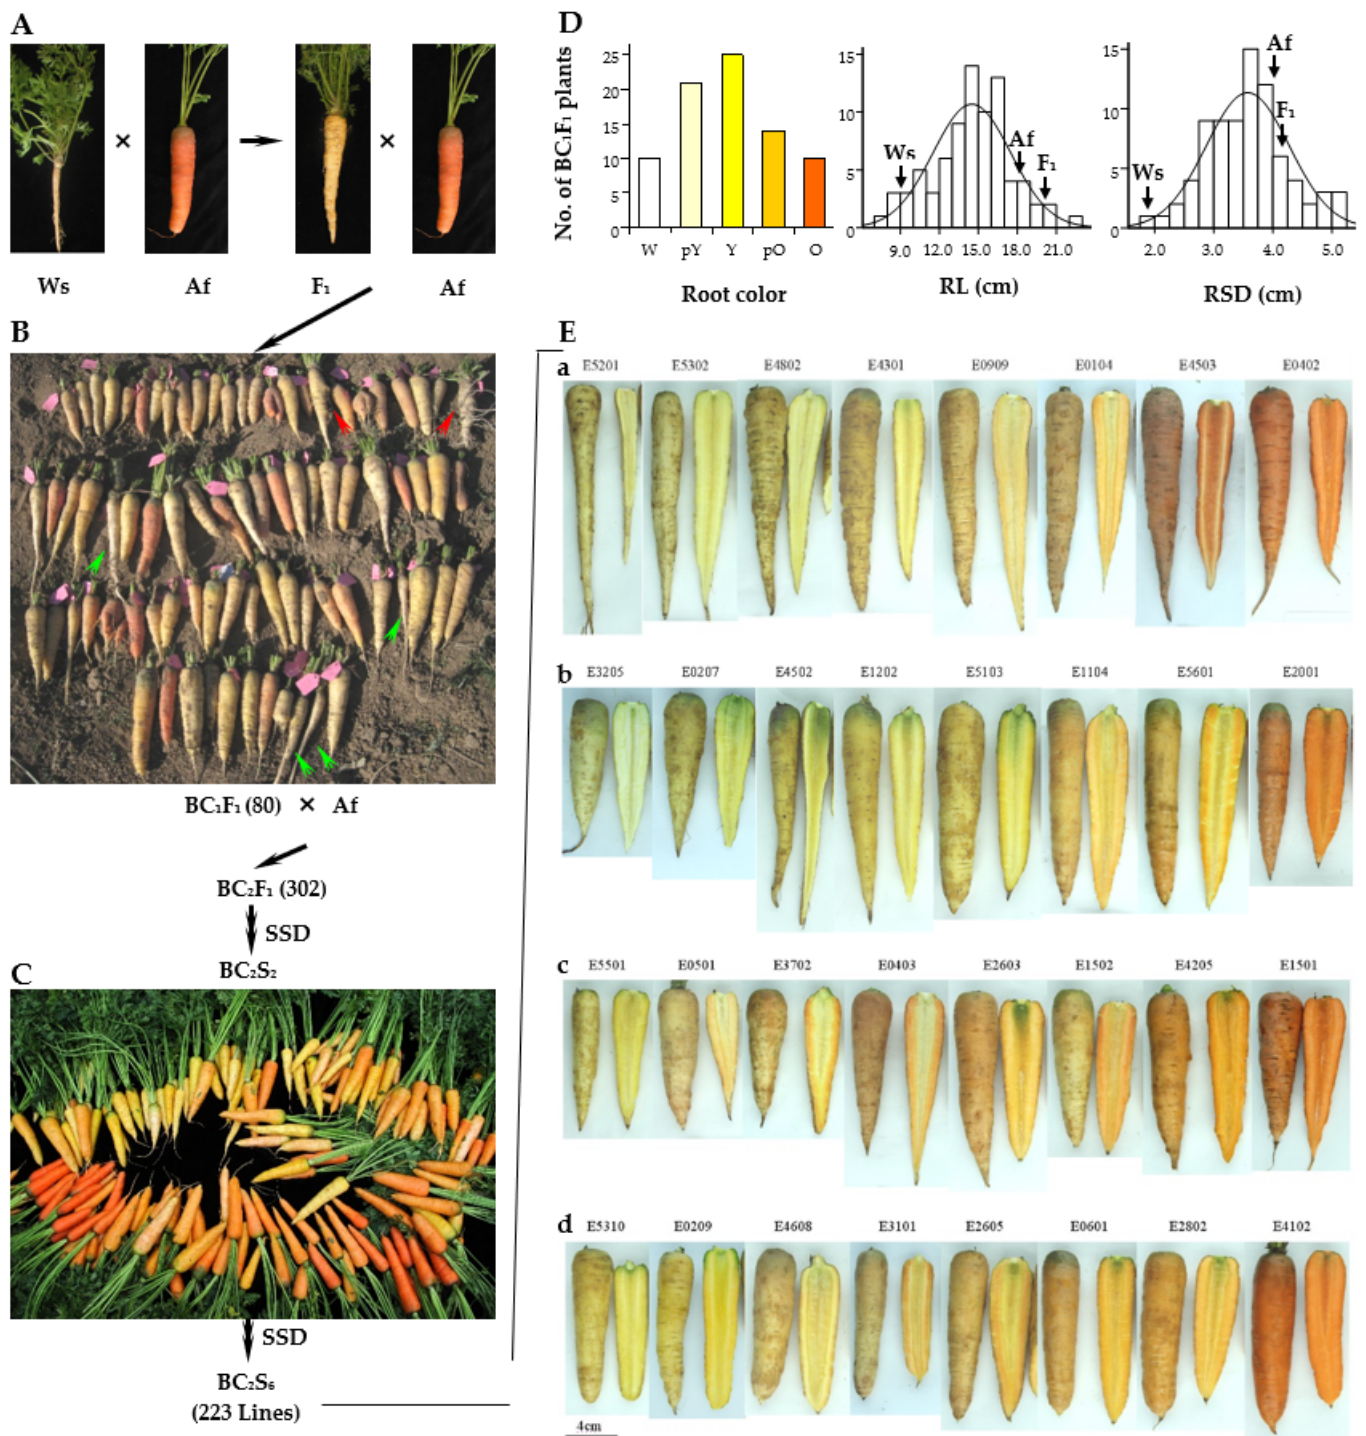 A
Ws
Af
F₁
Af
B
BC₁F₁ (80) × Af
BC₂F₁ (302)
SSD
BC₂S₂
C
SSD
BC₂S₆
(223 Lines)
D
No. of BC₁F₁ plants
25
20
15
10
5
0
W pY Y pO O
Root color
15
10
5
0
Ws
Af
F₁
9.0 12.0 15.0 18.0 21.0
RL (cm)
15
10
5
0
Ws
Af
F₁
2.0 3.0 4.0 5.0
RSD (cm)
E
a
E5201 E5302 E4802 E4301 E0909 E0104 E4503 E0402
b
E3205 E0207 E4502 E1202 E5103 E1104 E5601 E2001
c
E5501 E0501 E3702 E0403 E2603 E1502 E4205 E1501
d
E5310 E0209 E4608 E3101 E2605 E0601 E2802 E4102
4cm